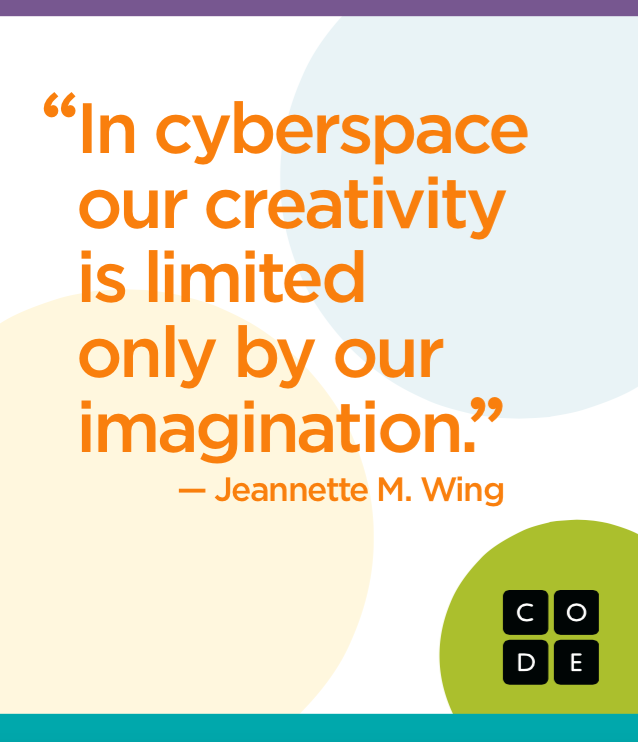 “In cyberspace
our creativity
is limited
only by our
imagination.”
— Jeannette M. Wing
C O
D E